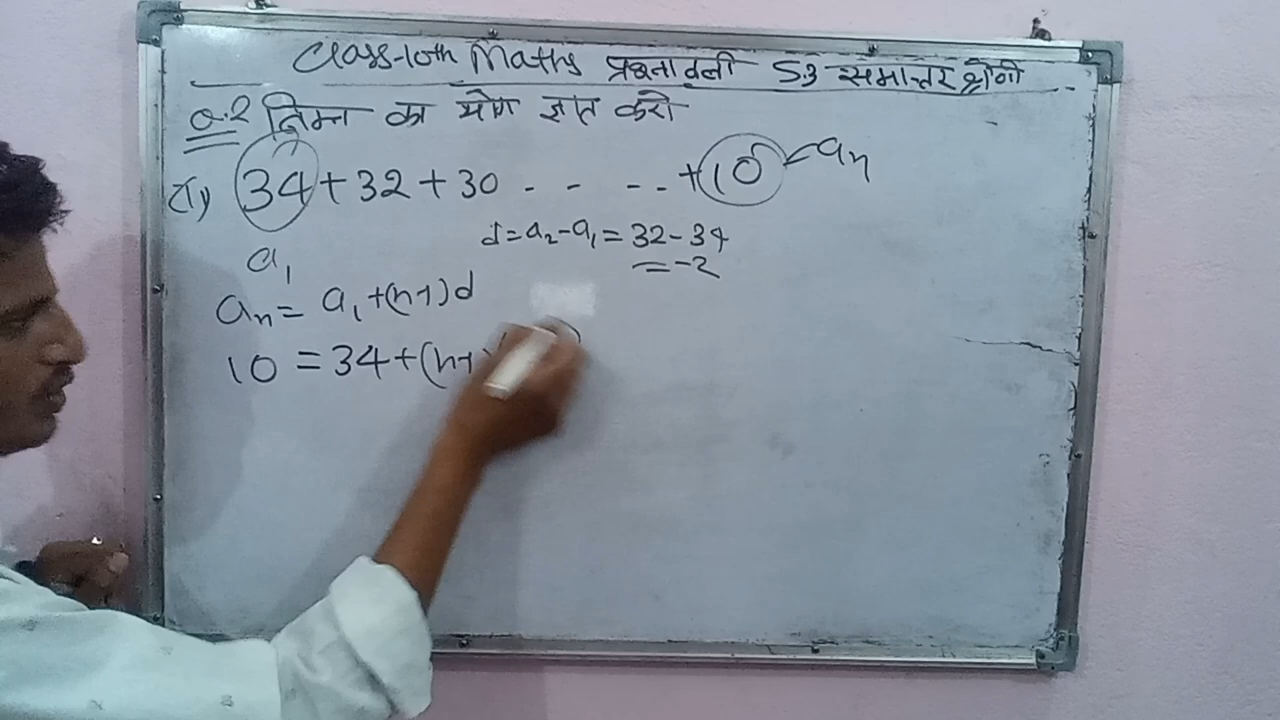 Class-10th Maths प्रश्नावली 5.3 समान्तर श्रेणी
Q.2 निम्न का योग ज्ञात करो
34+32+30 - - - - - +10 an
a1
d=a2-a1=32-34
=-2
an= a1+(n-1)d
10=34+(n-1)